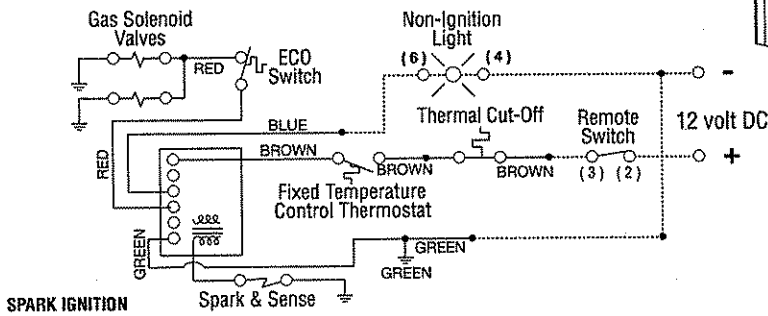 Gas Solenoid
Valves
Non-Ignition
Light
(6)
(4)
RED
ECO
Switch
-
BLUE
Thermal Cut-Off
Remote
Switch
12 volt DC
RED
BROWN
BROWN
BROWN
(3) (2)
+
Fixed Temperature
Control Thermostat
GREEN
GREEN
GREEN
SPARK IGNITION
Spark & Sense